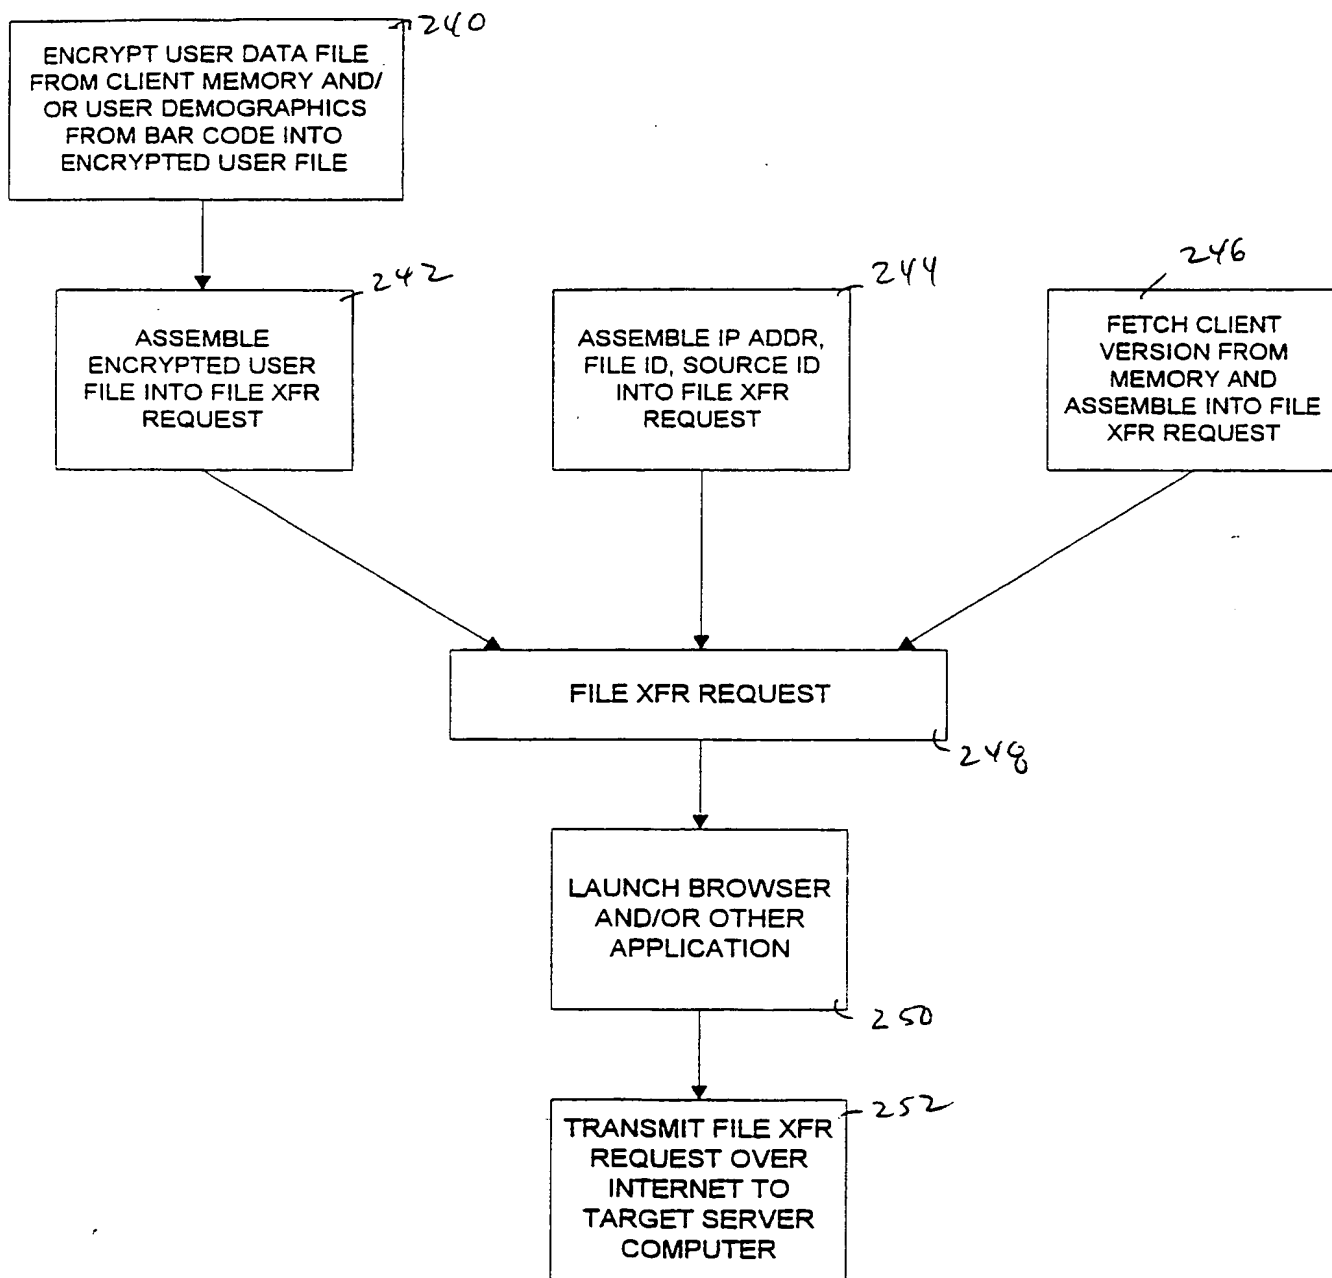 240
ENCRYPT USER DATA FILE
FROM CLIENT MEMORY AND/
OR USER DEMOGRAPHICS
FROM BAR CODE INTO
ENCRYPTED USER FILE
242
ASSEMBLE
ENCRYPTED USER
FILE INTO FILE XFR
REQUEST
244
ASSEMBLE IP ADDR,
FILE ID, SOURCE ID
INTO FILE XFR
REQUEST
246
FETCH CLIENT
VERSION FROM
MEMORY AND
ASSEMBLE INTO FILE
XFR REQUEST
FILE XFR REQUEST
248
LAUNCH BROWSER
AND/OR OTHER
APPLICATION
250
252
TRANSMIT FILE XFR
REQUEST OVER
INTERNET TO
TARGET SERVER
COMPUTER